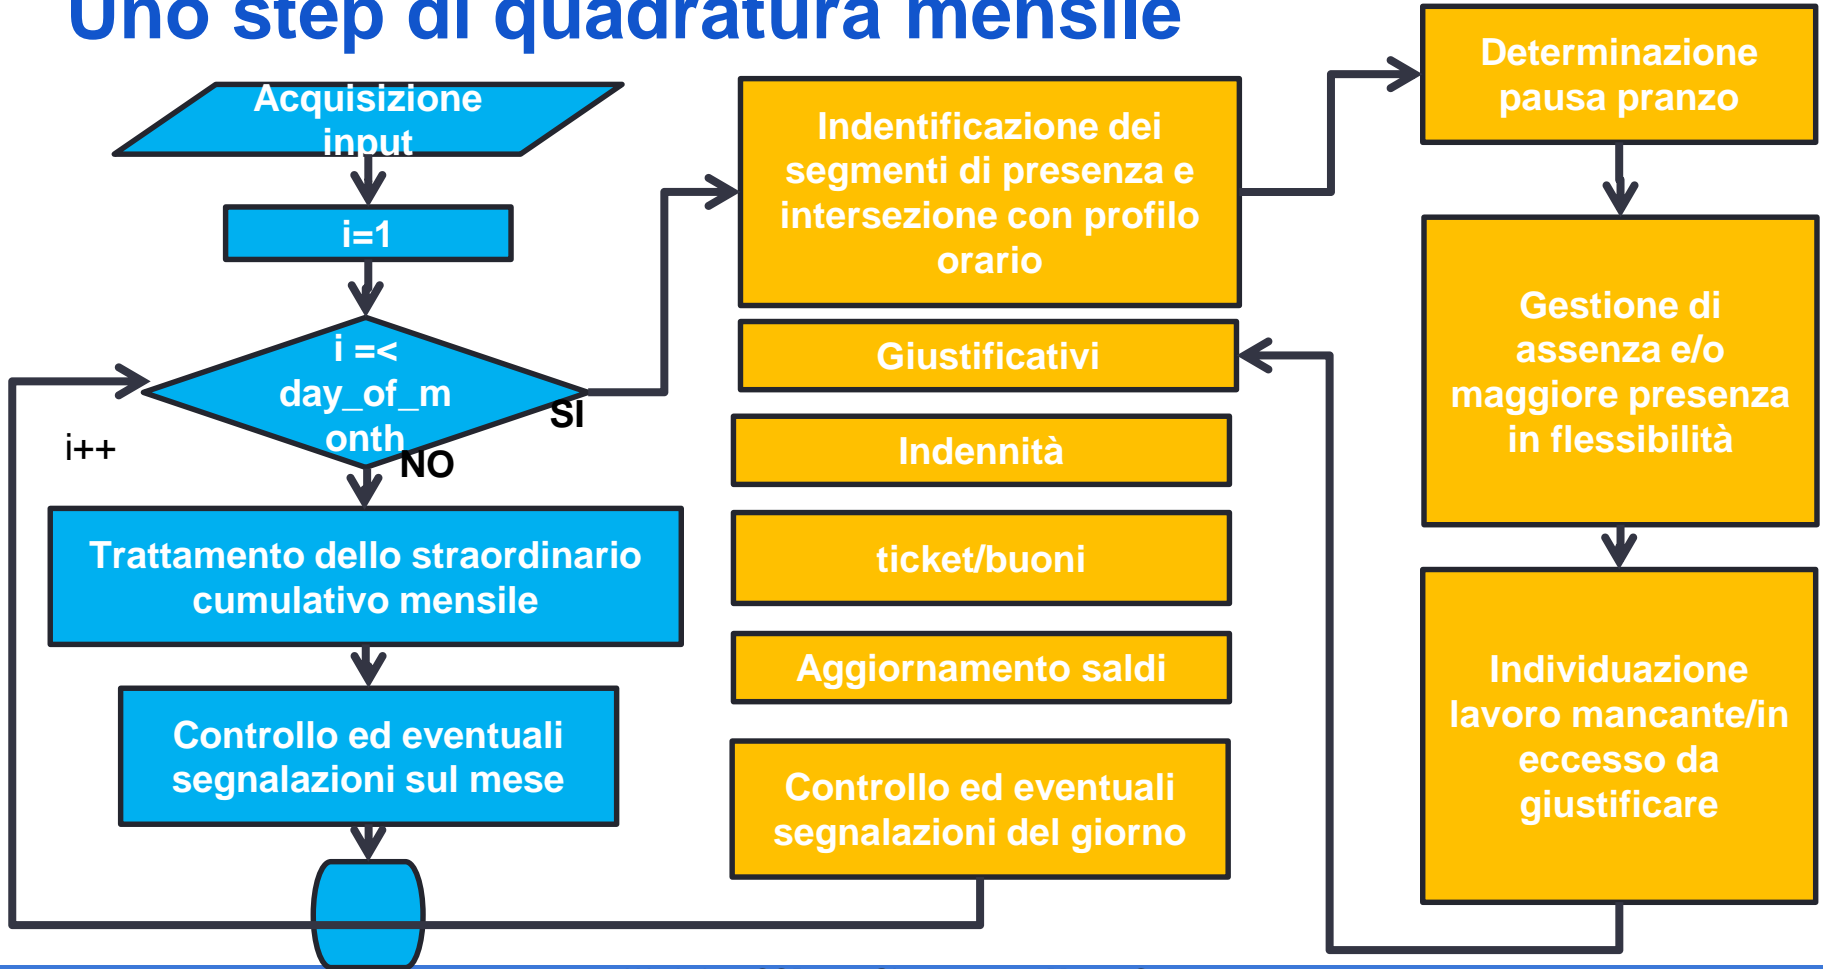 Uno step di quadratura mensile
Acquisizione
input
i=1
i =<
day_of_m
onth
SI
NO
i++
Trattamento dello straordinario
cumulativo mensile
Controllo ed eventuali
segnalazioni sul mese
Indentificazione dei
segmenti di presenza e
intersezione con profilo
orario
Giustificativi
Indennità
ticket/buoni
Aggiornamento saldi
Controllo ed eventuali
segnalazioni del giorno
Determinazione
pausa pranzo
Gestione di
assenza e/o
maggiore presenza
in flessibilità
Individuazione
lavoro mancante/in
eccesso da
giustificare